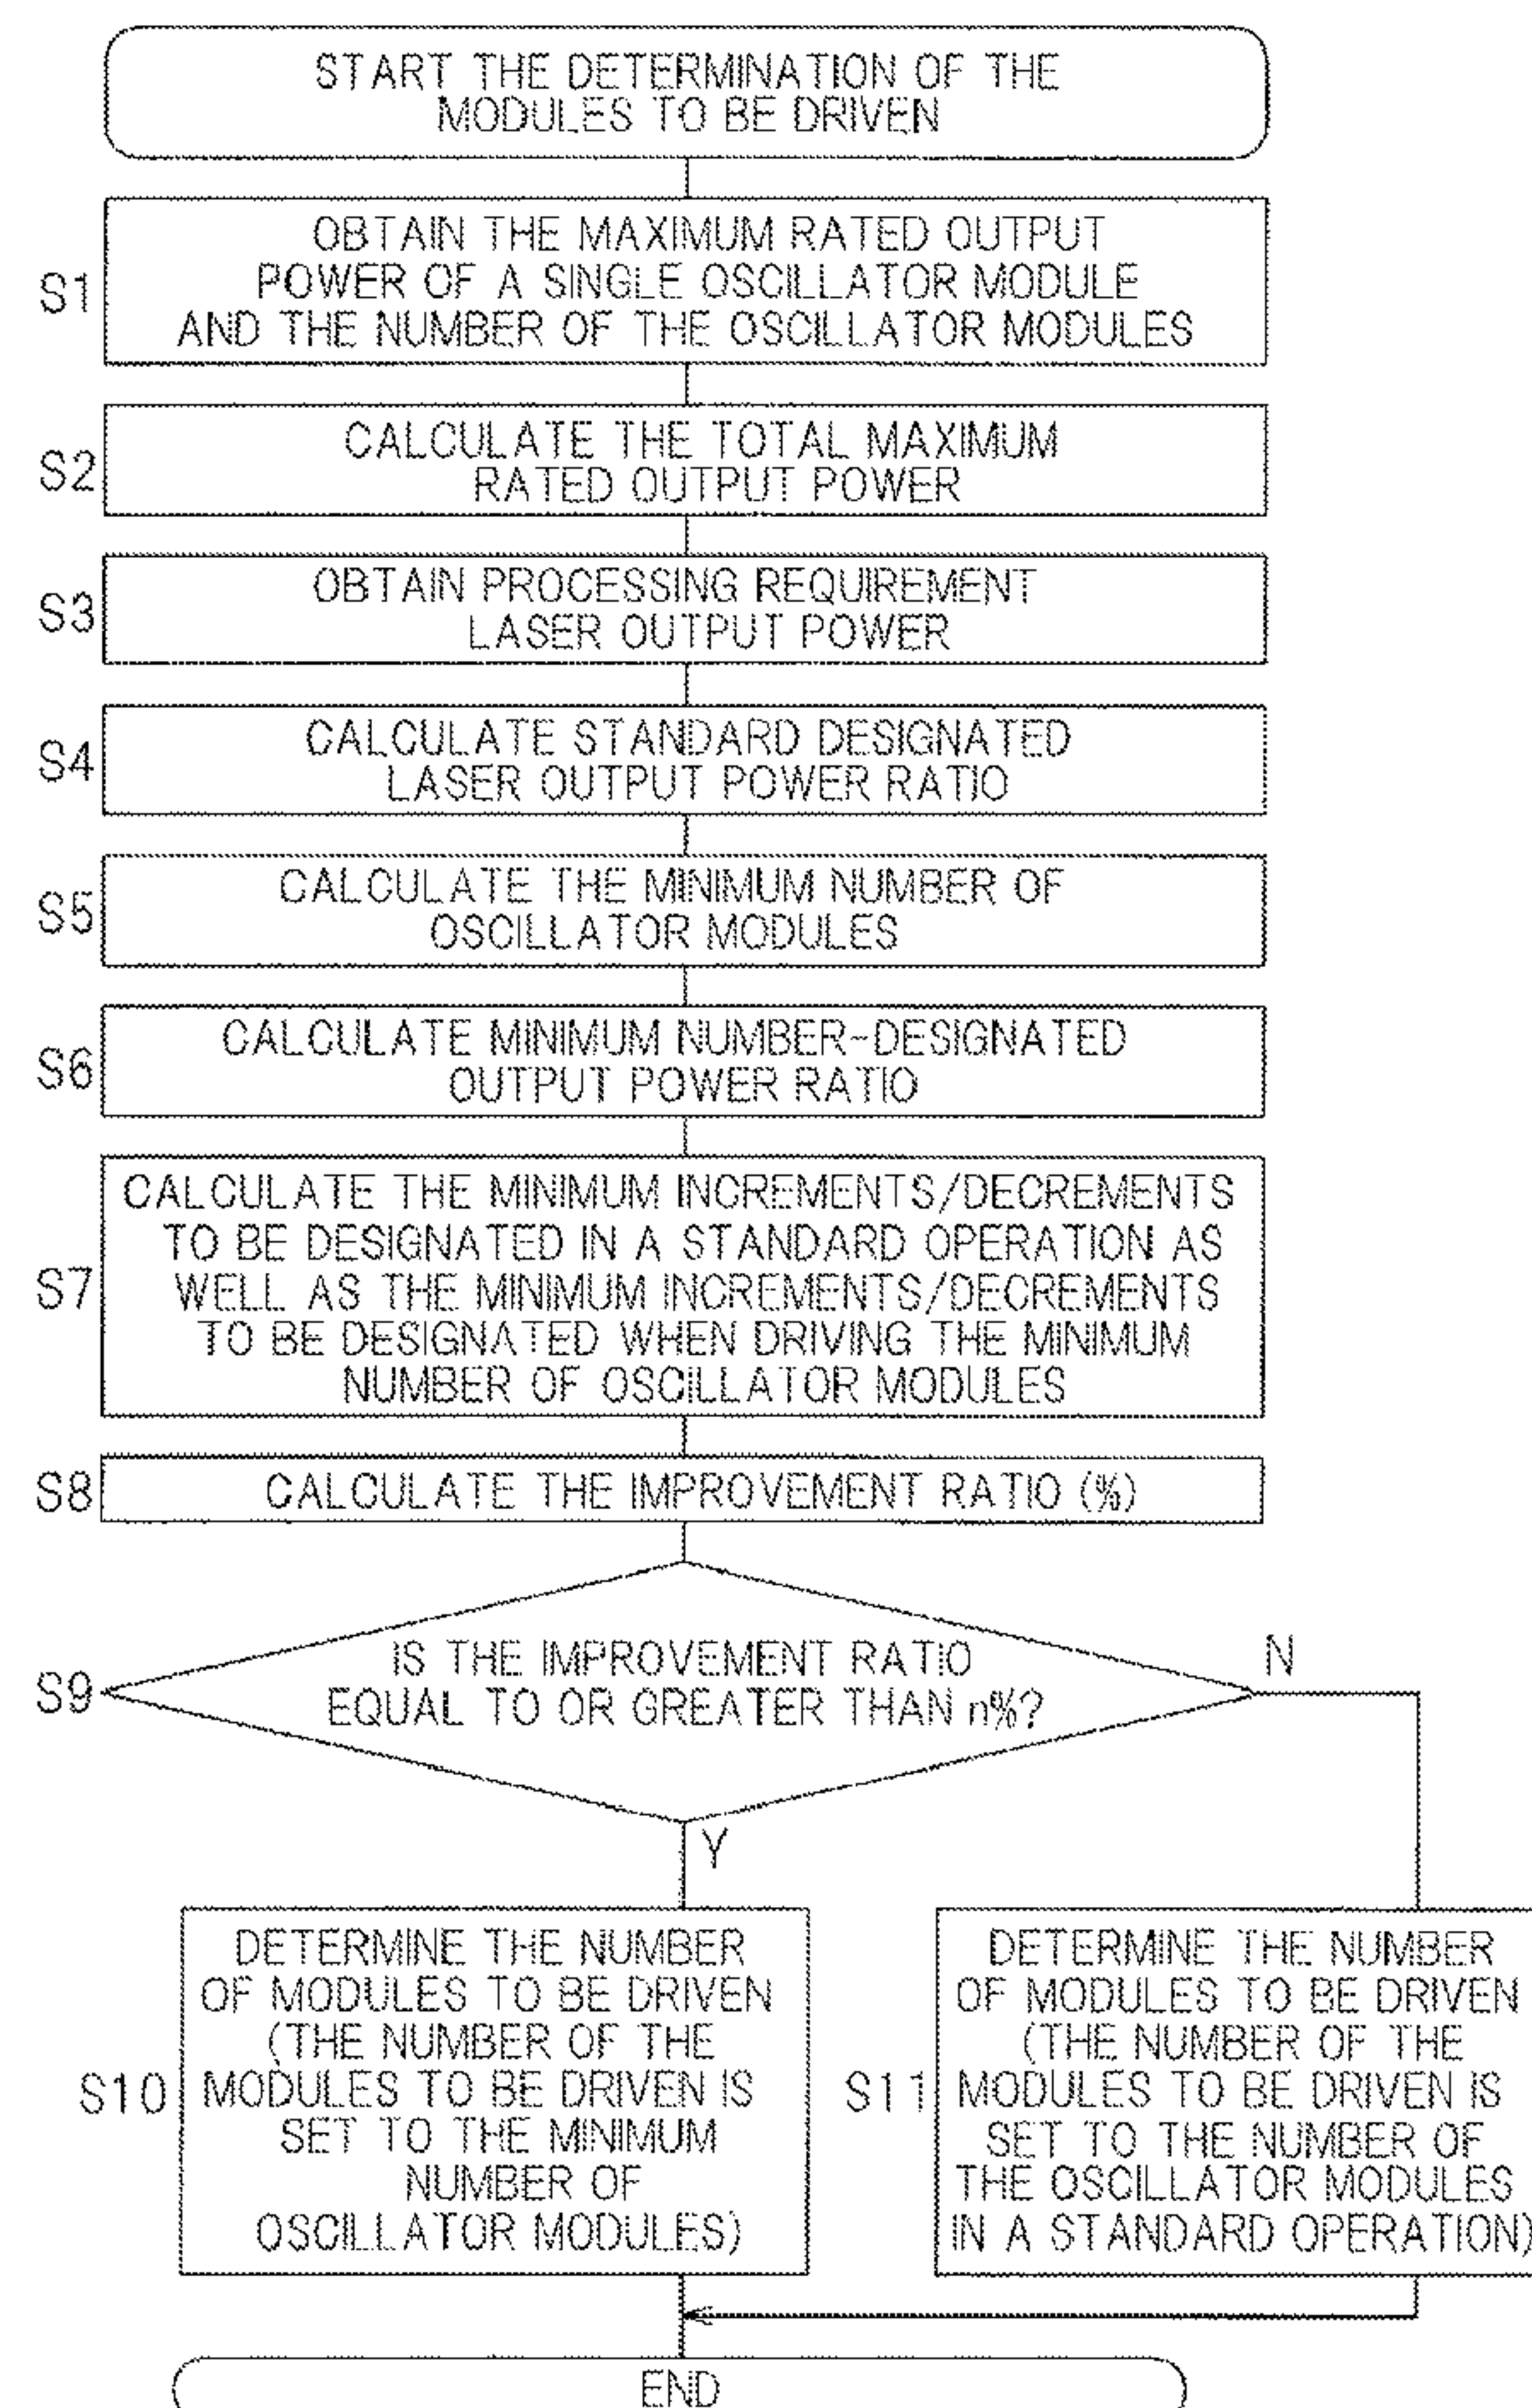 START THE DETERMINATION OF THE
MODULES TO BE DRIVEN
S1
OBTAIN THE MAXIMUM RATED OUTPUT
POWER OF A SINGLE OSCILLATOR MODULE
AND THE NUMBER OF THE OSCILLATOR MODULES
S2
CALCULATE THE TOTAL MAXIMUM
RATED OUTPUT POWER
S3
OBTAIN PROCESSING REQUIREMENT
LASER OUTPUT POWER
S4
CALCULATE STANDARD DESIGNATED
LASER OUTPUT POWER RATIO
S5
CALCULATE THE MINIMUM NUMBER OF
OSCILLATOR MODULES
S6
CALCULATE MINIMUM NUMBER-DESIGNATED
OUTPUT POWER RATIO
S7
CALCULATE THE MINIMUM INCREMENTS/DECREMENTS
TO BE DESIGNATED IN A STANDARD OPERATION AS
WELL AS THE MINIMUM INCREMENTS/DECREMENTS
TO BE DESIGNATED WHEN DRIVING THE MINIMUM
NUMBER OF OSCILLATOR MODULES
S8
CALCULATE THE IMPROVEMENT RATIO (%)
S9
IS THE IMPROVEMENT RATIO
EQUAL TO OR GREATER THAN n%?
N
Y
S10
DETERMINE THE NUMBER
OF MODULES TO BE DRIVEN
(THE NUMBER OF THE
MODULES TO BE DRIVEN IS
SET TO THE MINIMUM
NUMBER OF
OSCILLATOR MODULES)
S11
DETERMINE THE NUMBER
OF MODULES TO BE DRIVEN
(THE NUMBER OF THE
MODULES TO BE DRIVEN IS
SET TO THE NUMBER OF
THE OSCILLATOR MODULES
IN A STANDARD OPERATION)
END